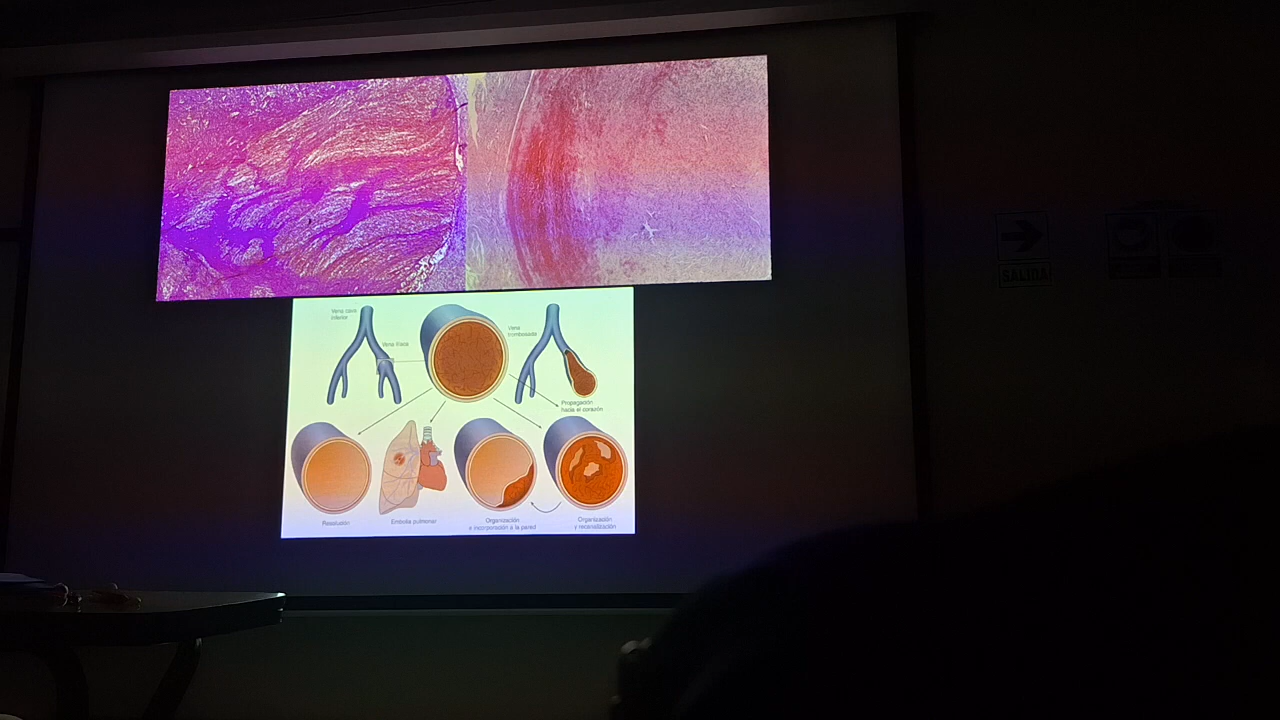 Vena cava
inferior
Vena ilíaca
Vena
trombosada
Propagación
hacia el corazón
Resolución
Embolia pulmonar
Organización
e incorporación a la pared
Organización
y recanalización
SALIDA